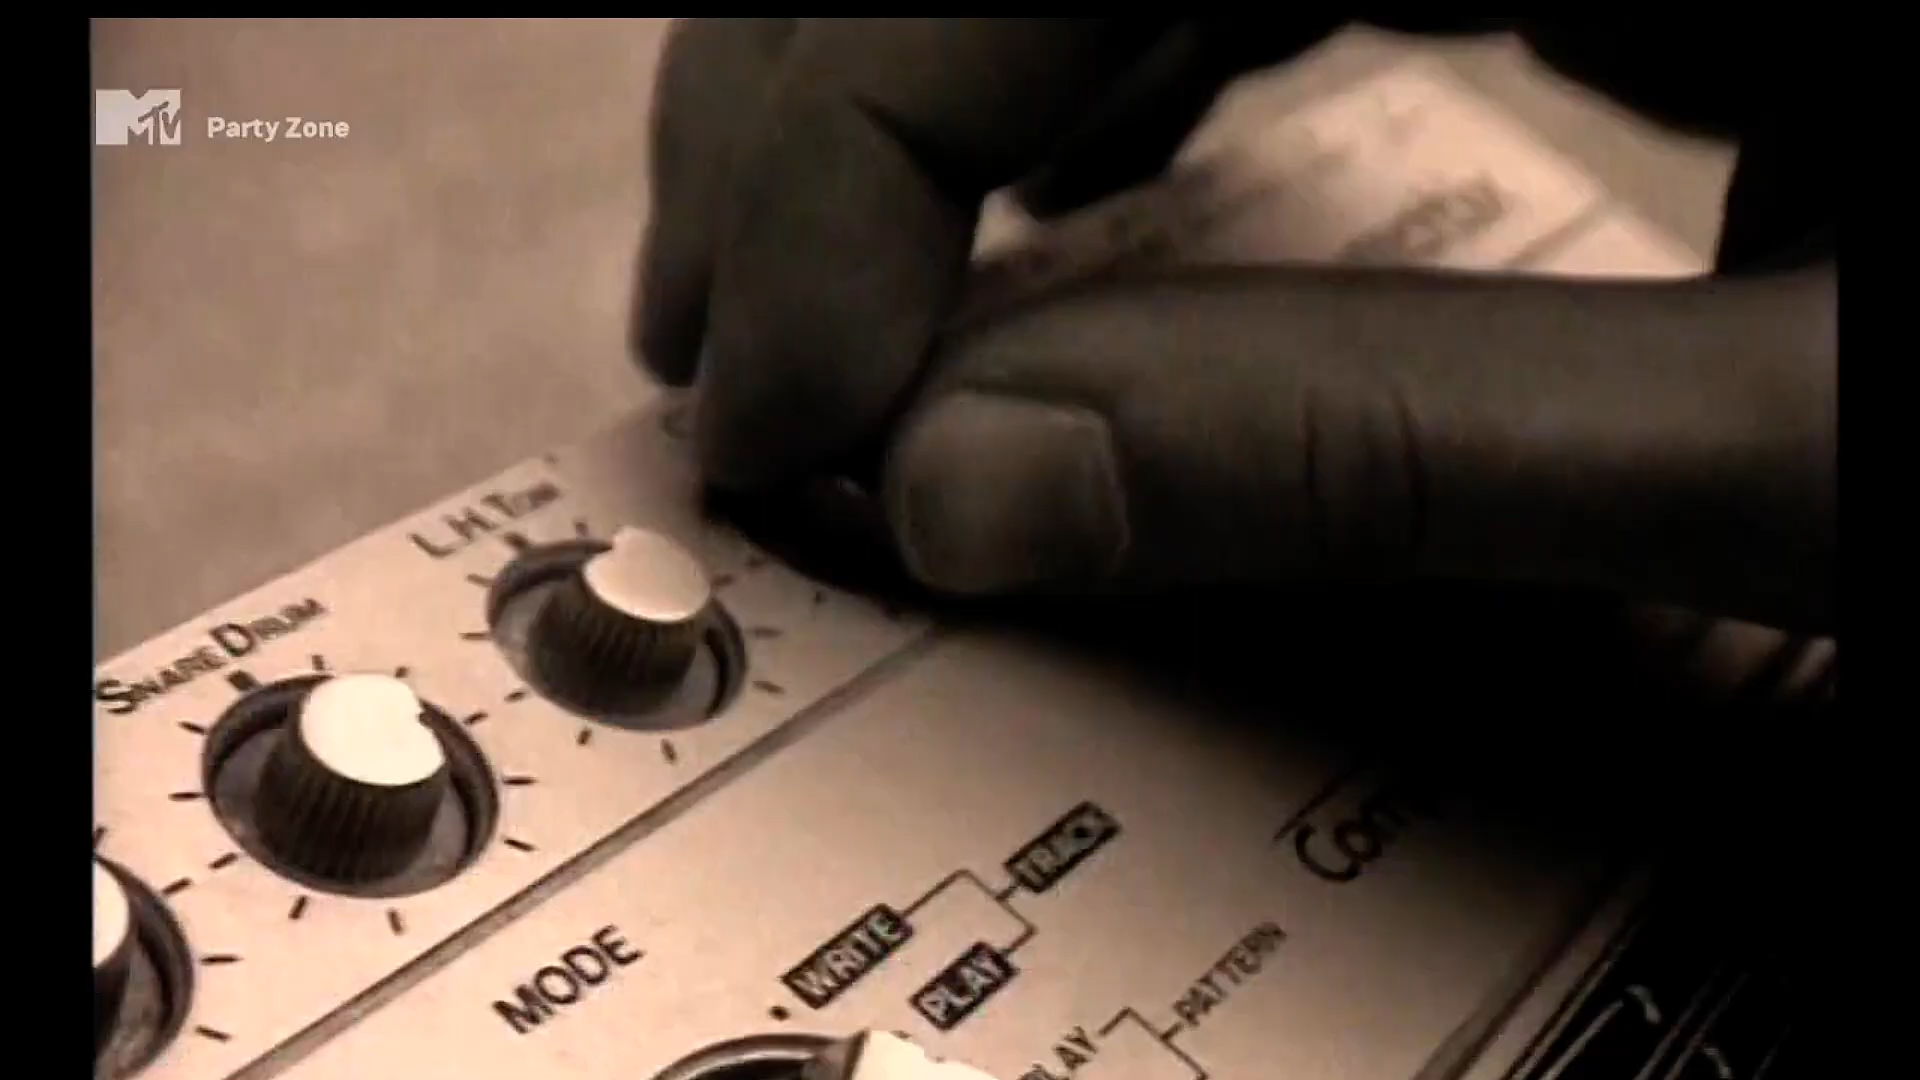 MTV Party Zone
L.H.Tom
SNARE DRUM
TRACK
WRITE
MODE
PLAY
PATTERN